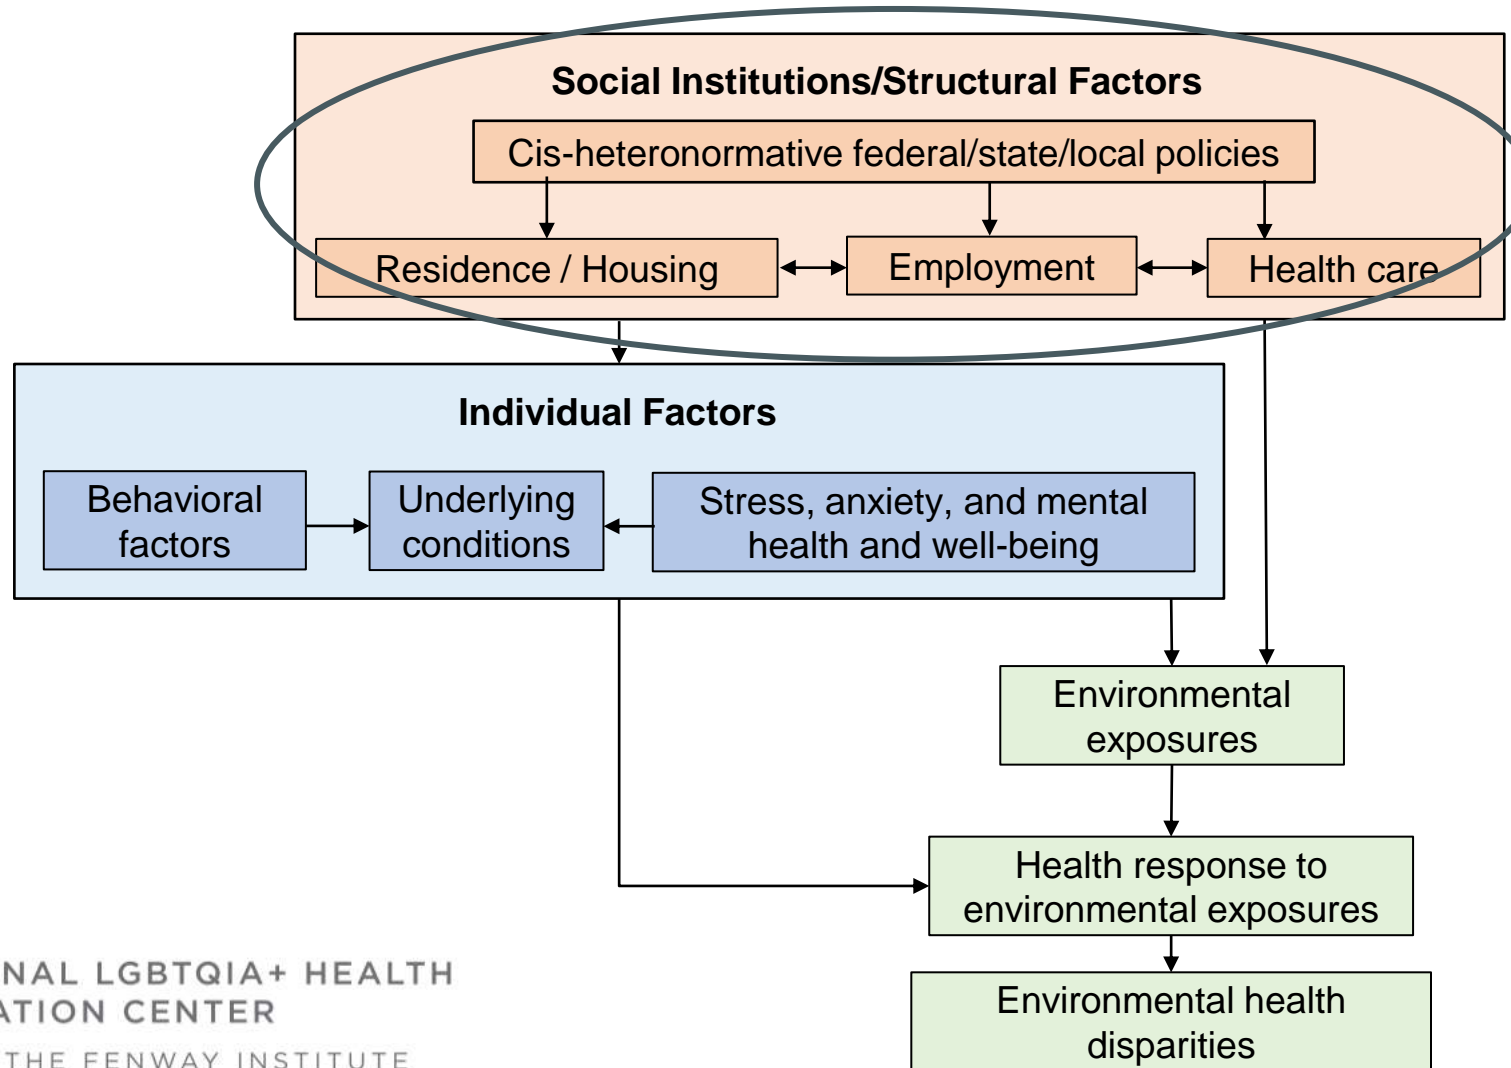 Social Institutions/Structural Factors
Cis-heteronormative federal/state/local policies
Residence / Housing
Employment
Health care
Individual Factors
Behavioral
factors
Underlying
conditions
Stress, anxiety, and mental
health and well-being
Environmental
exposures
Health response to
environmental exposures
Environmental health
disparities
NAL LGBTQIA+ HEALTH
ATION CENTER
THE FENWAY INSTITUTE